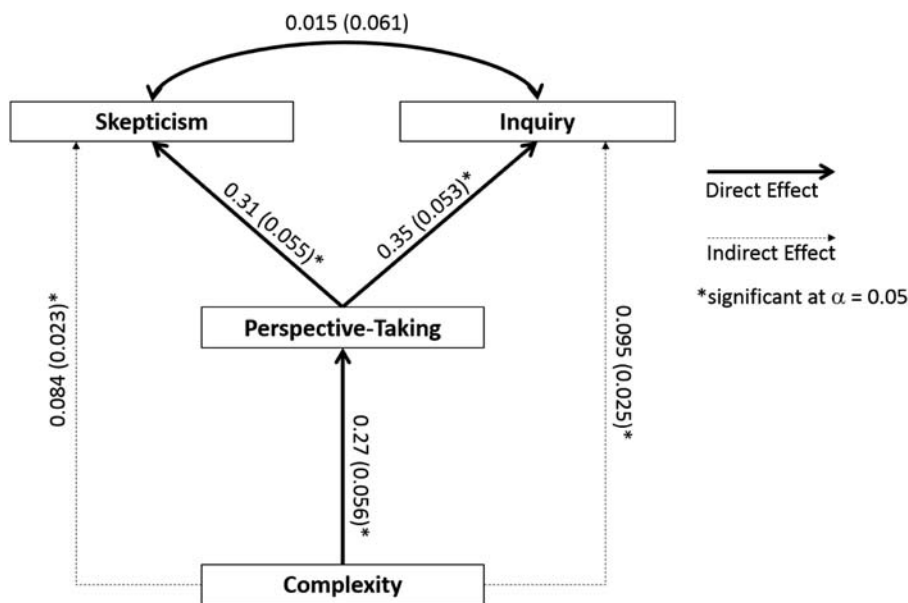 0.015 (0.061)
Skepticism
Inquiry
Direct Effect
Indirect Effect
*significant at α = 0.05
0.31 (0.055)*
0.35 (0.053)*
Perspective-Taking
0.084 (0.023)*
0.095 (0.025)*
0.27 (0.056)*
Complexity